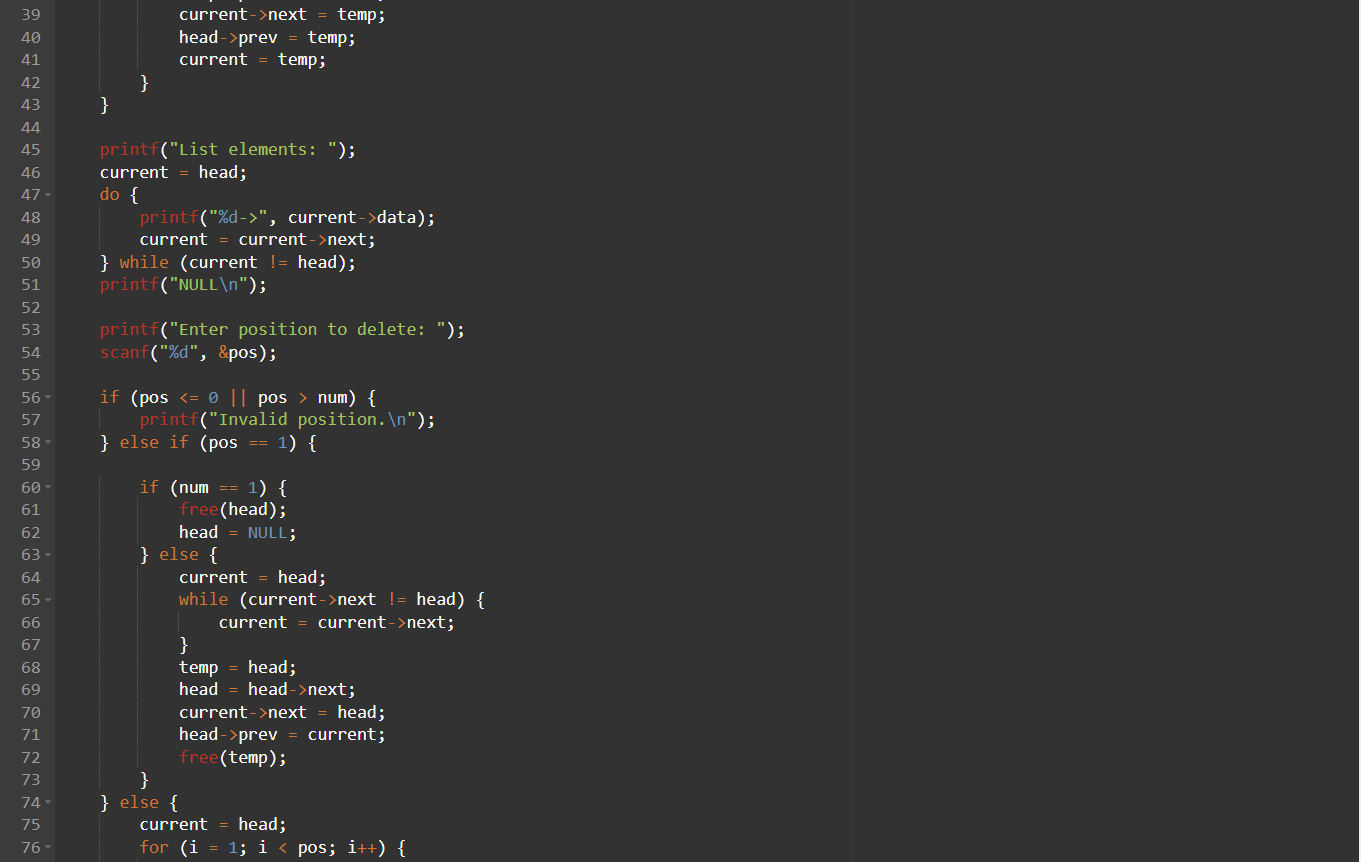 39 current->next = temp;
40 head->prev = temp;
41 current = temp;
42 }
43 }
44
45 printf("List elements: ");
46 current = head;
47 do {
48 printf("%d->", current->data);
49 current = current->next;
50 } while (current != head);
51 printf("NULL\n");
52
53 printf("Enter position to delete: ");
54 scanf("%d", &pos);
55
56 if (pos <= 0 || pos > num) {
57 printf("Invalid position.\n");
58 } else if (pos == 1) {
59
60 if (num == 1) {
61 free(head);
62 head = NULL;
63 } else {
64 current = head;
65 while (current->next != head) {
66 current = current->next;
67 }
68 temp = head;
69 head = head->next;
70 current->next = head;
71 head->prev = current;
72 free(temp);
73 }
74 } else {
75 current = head;
76 for (i = 1; i < pos; i++) {